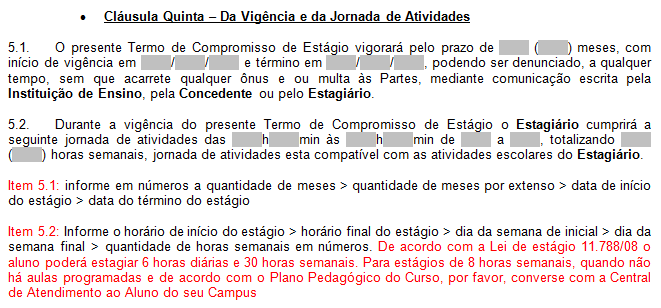 • Cláusula Quinta – Da Vigência e da Jornada de Atividades
5.1. O presente Termo de Compromisso de Estágio vigorará pelo prazo de ( ) meses, com
início de vigência em / / e término em / / , podendo ser denunciado, a qualquer
tempo, sem que acarrete qualquer ônus e ou multa às Partes, mediante comunicação escrita pela
Instituição de Ensino, pela Concedente ou pelo Estagiário.
5.2. Durante a vigência do presente Termo de Compromisso de Estágio o Estagiário cumprirá a
seguinte jornada de atividades das h min às h min de a , totalizando
( ) horas semanais, jornada de atividades esta compatível com as atividades escolares do Estagiário.
Item 5.1: informe em números a quantidade de meses > quantidade de meses por extenso > data de início
do estágio > data do término do estágio
Item 5.2: Informe o horário de início do estágio > horário final do estágio > dia da semana de inicial > dia da
semana final > quantidade de horas semanais em números. De acordo com a Lei de estágio 11.788/08 o
aluno poderá estagiar 6 horas diárias e 30 horas semanais. Para estágios de 8 horas semanais, quando não
há aulas programadas e de acordo com o Plano Pedagógico do Curso, por favor, converse com a Central
de Atendimento ao Aluno do seu Campus